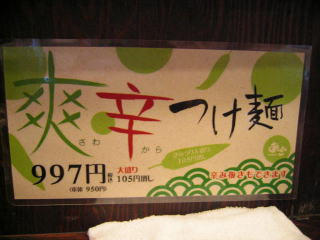 爽辛つけ麺
さわ から
997円 税込
(本体 950円)
大盛り
105円増し
辛み抜きもできます